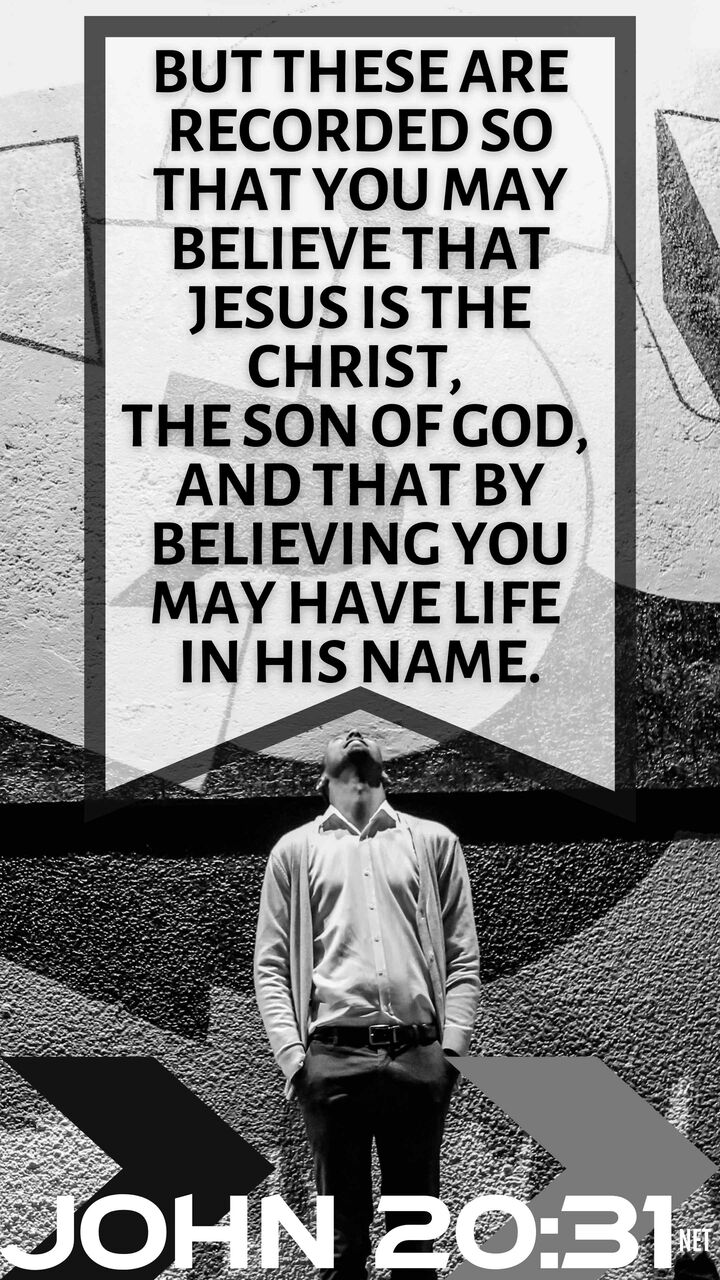 BUT THESE ARE
RECORDED SO
THAT YOU MAY
BELIEVE THAT
JESUS IS THE
CHRIST,
THE SON OF GOD,
AND THAT BY
BELIEVING YOU
MAY HAVE LIFE
IN HIS NAME.
JOHN 20:31 NET